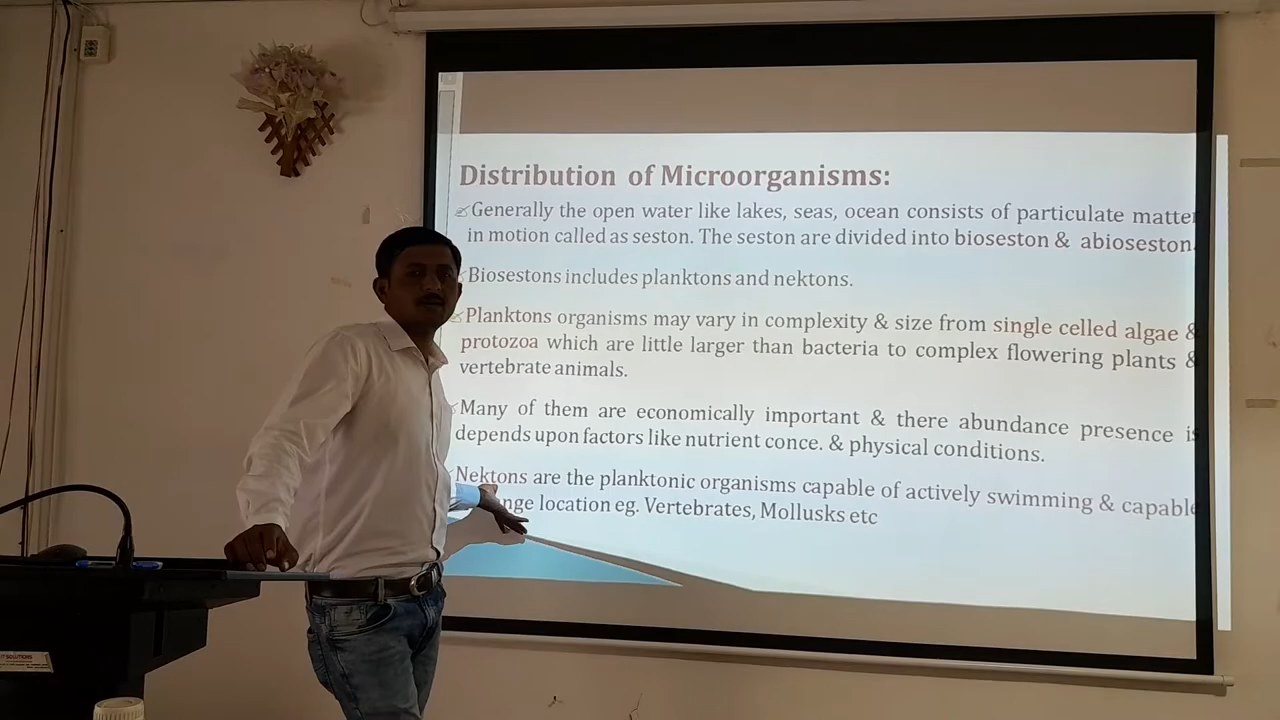 Distribution of Microorganisms:
Generally the open water like lakes, seas, ocean consists of particulate matter
in motion called as seston. The seston are divided into bioseston & abioseston.
Biosestons includes planktons and nektons.
Planktons organisms may vary in complexity & size from single celled algae &
protozoa which are little larger than bacteria to complex flowering plants &
vertebrate animals.
Many of them are economically important & there abundance presence is
depends upon factors like nutrient conce. & physical conditions.
Nektons are the planktonic organisms capable of actively swimming & capable
location eg. Vertebrates, Mollusks etc